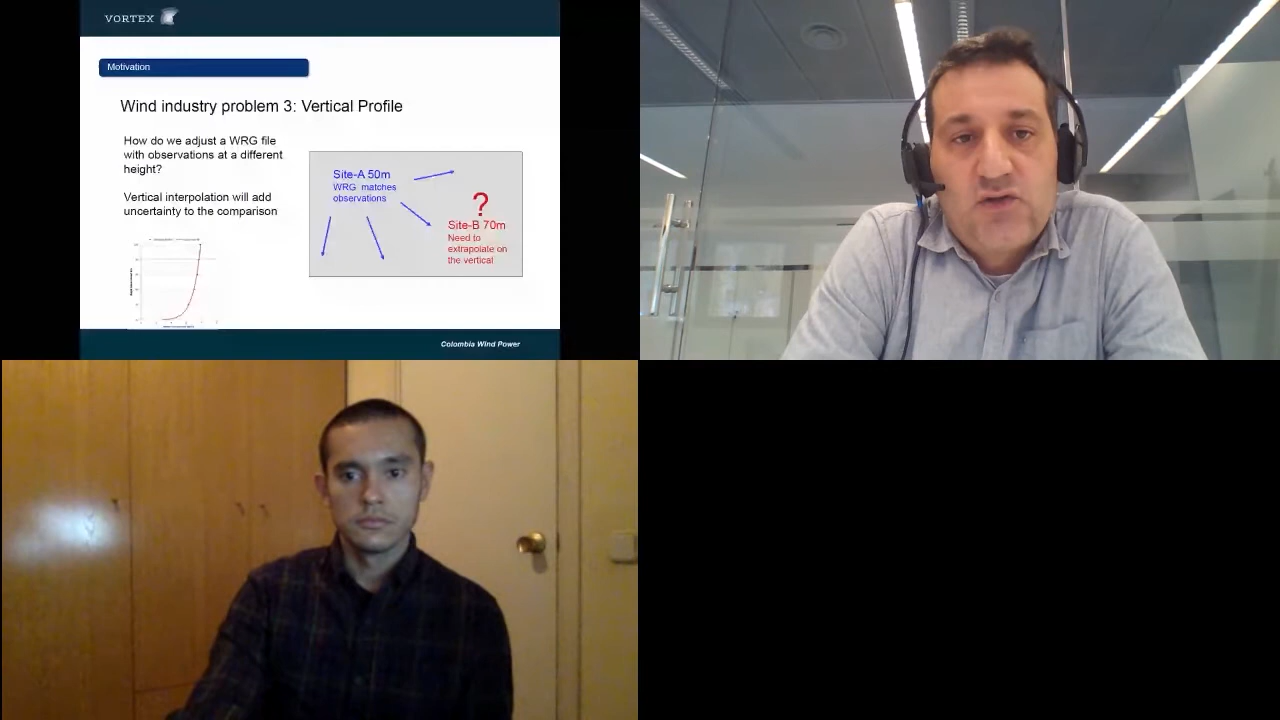 VORTEX
Motivation
Wind industry problem 3: Vertical Profile
How do we adjust a WRG file
with observations at a different
height?
Vertical interpolation will add
uncertainty to the comparison
Site-A 50m
WRG matches
observations
?
Site-B 70m
Need to
extrapolate on
the vertical
Colombia Wind Power